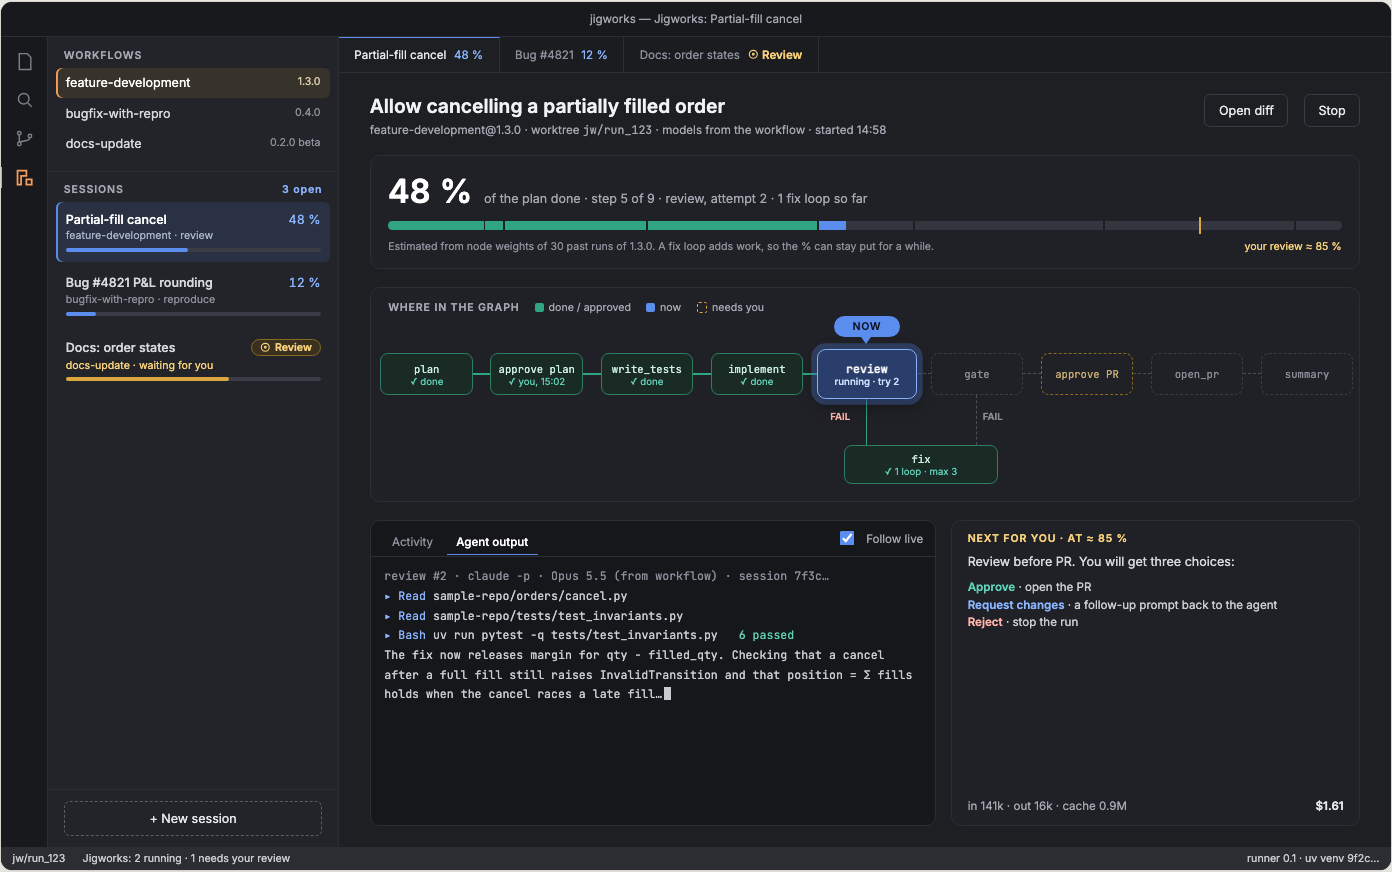 jigworks — Jigworks: Partial-fill cancel
WORKFLOWS
feature-development 1.3.0
bugfix-with-repro 0.4.0
docs-update 0.2.0 beta
SESSIONS 3 open
Partial-fill cancel 48 %
feature-development · review
Bug #4821 P&L rounding 12 %
bugfix-with-repro · reproduce
Docs: order states Review
docs-update · waiting for you
+ New session
Partial-fill cancel 48 %
Bug #4821 12 %
Docs: order states Review
Allow cancelling a partially filled order
feature-development@1.3.0 · worktree jw/run_123 · models from the workflow · started 14:58
Open diff
Stop
48 % of the plan done · step 5 of 9 · review, attempt 2 · 1 fix loop so far
Estimated from node weights of 30 past runs of 1.3.0. A fix loop adds work, so the % can stay put for a while.
your review ≈ 85 %
WHERE IN THE GRAPH done / approved now needs you
NOW
plan
✓ done
approve plan
✓ you, 15:02
write_tests
✓ done
implement
✓ done
review
running · try 2
gate
approve PR
open_pr
summary
FAIL
FAIL
fix
✓ 1 loop · max 3
Activity
Agent output
Follow live
review #2 · claude -p · Opus 5.5 (from workflow) · session 7f3c…
▸ Read sample-repo/orders/cancel.py
▸ Read sample-repo/tests/test_invariants.py
▸ Bash uv run pytest -q tests/test_invariants.py 6 passed
The fix now releases margin for qty - filled_qty. Checking that a cancel
after a full fill still raises InvalidTransition and that position = Σ fills
holds when the cancel races a late fill…
NEXT FOR YOU · AT ≈ 85 %
Review before PR. You will get three choices:
Approve · open the PR
Request changes · a follow-up prompt back to the agent
Reject · stop the run
in 141k · out 16k · cache 0.9M $1.61
jw/run_123 Jigworks: 2 running · 1 needs your review
runner 0.1 · uv venv 9f2c…